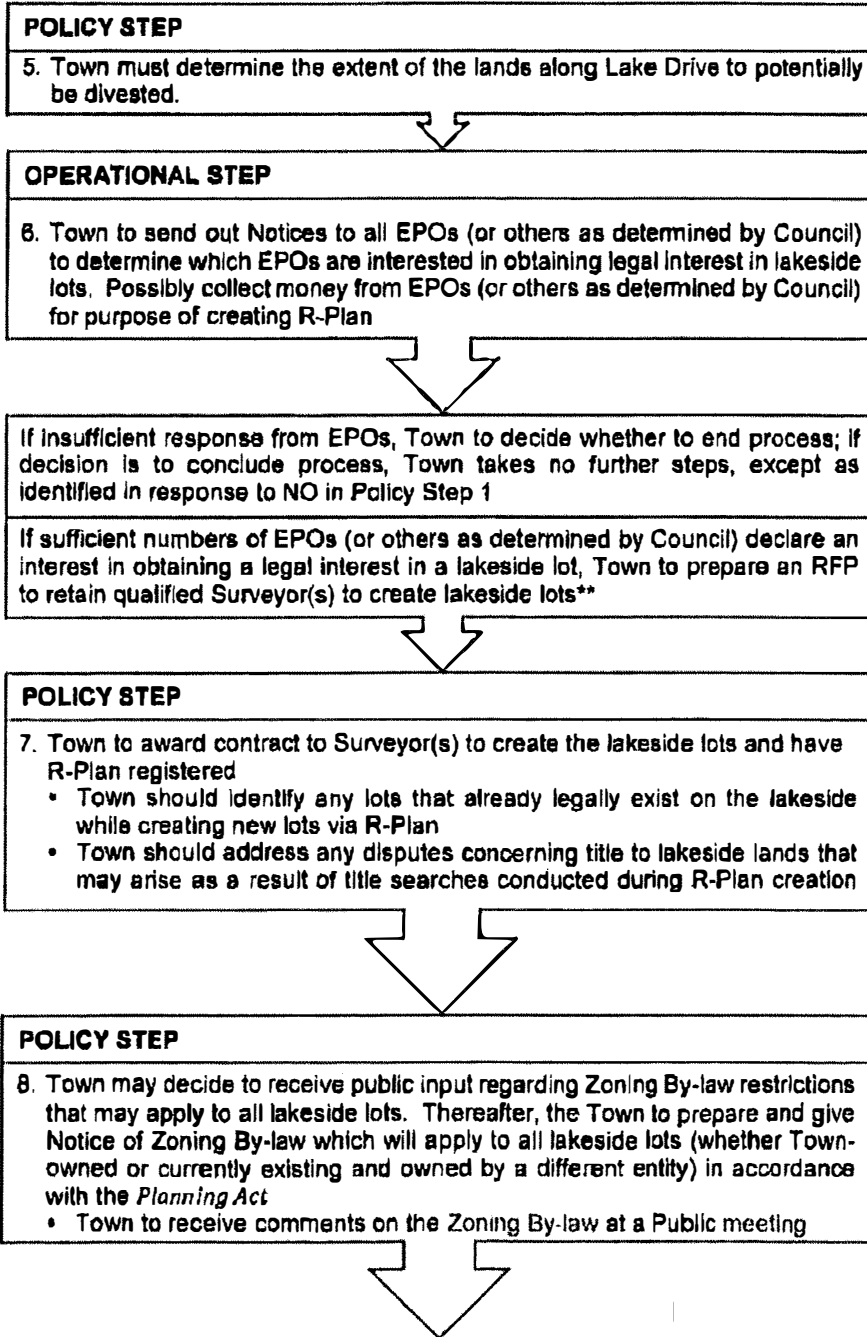 POLICY STEP
5. Town must determine the extent of the lands along Lake Drive to potentially
be divested.
OPERATIONAL STEP
6. Town to send out Notices to all EPOs (or others as determined by Council)
to determine which EPOs are interested in obtaining legal interest in lakeside
lots. Possibly collect money from EPOs (or others as determined by Council)
for purpose of creating R-Plan
If insufficient response from EPOs, Town to decide whether to end process; if
decision is to conclude process, Town takes no further steps, except as
identified in response to NO in Policy Step 1
If sufficient numbers of EPOs (or others as determined by Council) declare an
interest in obtaining a legal interest in a lakeside lot, Town to prepare an RFP
to retain qualified Surveyor(s) to create lakeside lots**
POLICY STEP
7. Town to award contract to Surveyor(s) to create the lakeside lots and have
R-Plan registered
• Town should identify any lots that already legally exist on the lakeside
while creating new lots via R-Plan
• Town should address any disputes concerning title to lakeside lands that
may arise as a result of title searches conducted during R-Plan creation
POLICY STEP
8. Town may decide to receive public input regarding Zoning By-law restrictions
that may apply to all lakeside lots. Thereafter, the Town to prepare and give
Notice of Zoning By-law which will apply to all lakeside lots (whether Town-
owned or currently existing and owned by a different entity) in accordance
with the Planning Act
• Town to receive comments on the Zoning By-law at a Public meeting